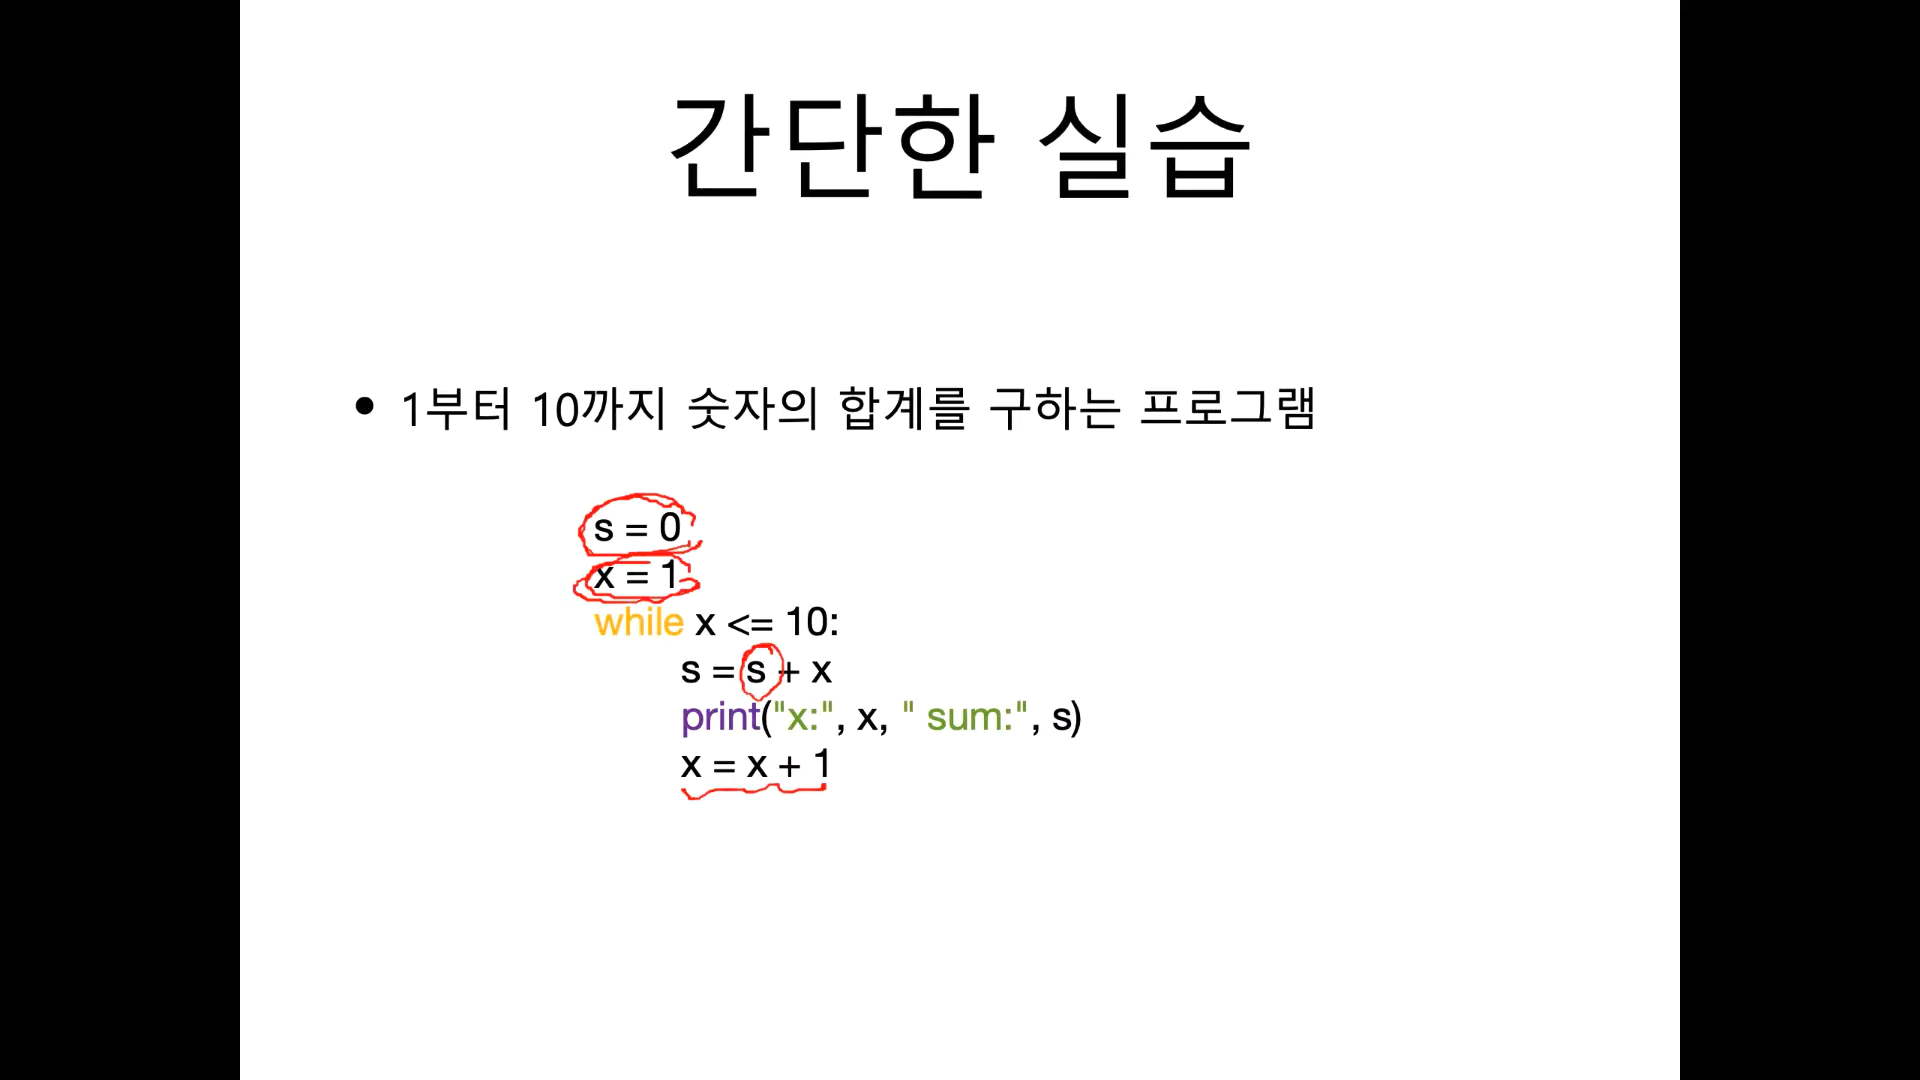 간단한 실습
• 1부터 10까지 숫자의 합계를 구하는 프로그램
s = 0
x = 1
while x <= 10:
s = s + x
print("x:", x, " sum:", s)
x = x + 1